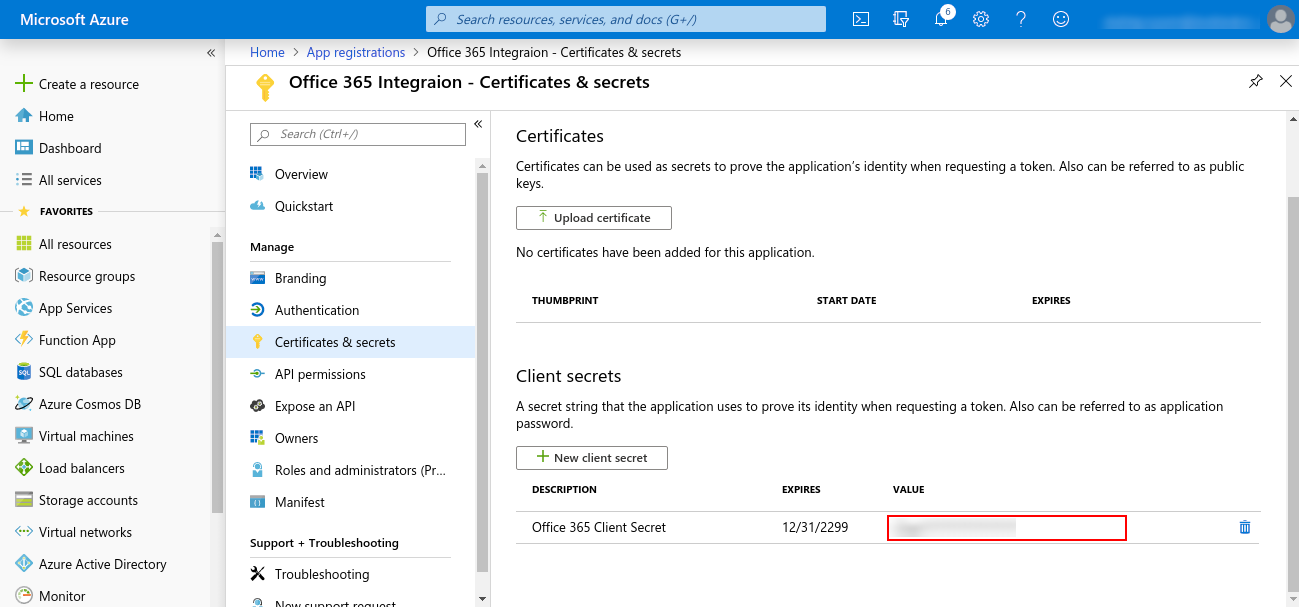 Microsoft Azure
Search resources, services, and docs (G+/)
6
Create a resource
Home
Dashboard
All services
FAVORITES
All resources
Resource groups
App Services
Function App
SQL databases
Azure Cosmos DB
Virtual machines
Load balancers
Storage accounts
Virtual networks
Azure Active Directory
Monitor
Home > App registrations > Office 365 Integraion - Certificates & secrets
Office 365 Integraion - Certificates & secrets
Search (Ctrl+/)
Overview
Quickstart
Manage
Branding
Authentication
Certificates & secrets
API permissions
Expose an API
Owners
Roles and administrators (Pr...
Manifest
Support + Troubleshooting
Troubleshooting
New support request
Certificates
Certificates can be used as secrets to prove the application's identity when requesting a token. Also can be referred to as public
keys.
Upload certificate
No certificates have been added for this application.
THUMBPRINT START DATE EXPIRES
Client secrets
A secret string that the application uses to prove its identity when requesting a token. Also can be referred to as application
password.
New client secret
DESCRIPTION EXPIRES VALUE
Office 365 Client Secret 12/31/2299